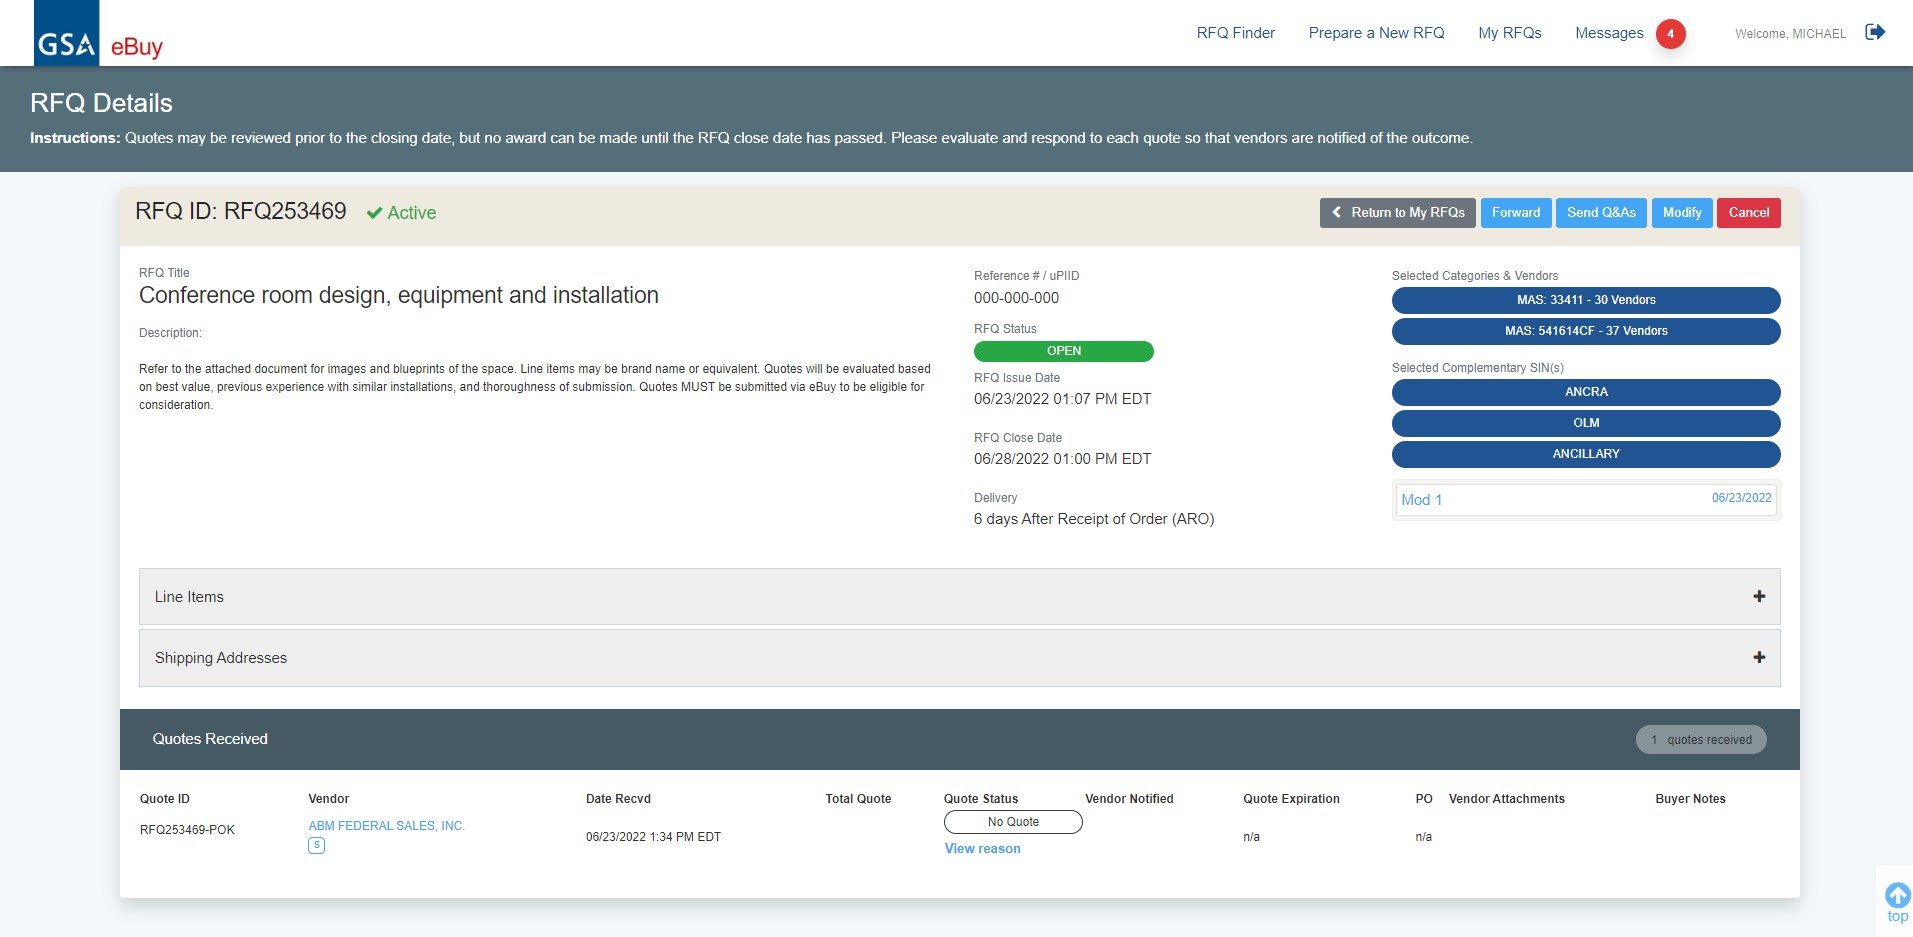 GSA eBuy
RFQ Finder Prepare a New RFQ My RFQs Messages 4 Welcome, MICHAEL
RFQ Details
Instructions: Quotes may be reviewed prior to the closing date, but no award can be made until the RFQ close date has passed. Please evaluate and respond to each quote so that vendors are notified of the outcome.
RFQ ID: RFQ253469 Active
Return to My RFQs Forward Send Q&As Modify Cancel
RFQ Title
Conference room design, equipment and installation
Description:
Refer to the attached document for images and blueprints of the space. Line items may be brand name or equivalent. Quotes will be evaluated based
on best value, previous experience with similar installations, and thoroughness of submission. Quotes MUST be submitted via eBuy to be eligible for
consideration.
Reference # / uPIID
000-000-000
RFQ Status
OPEN
RFQ Issue Date
06/23/2022 01:07 PM EDT
RFQ Close Date
06/28/2022 01:00 PM EDT
Delivery
6 days After Receipt of Order (ARO)
Selected Categories & Vendors
MAS: 33411 - 30 Vendors
MAS: 541614CF - 37 Vendors
Selected Complementary SIN(s)
ANCRA
OLM
ANCILLARY
Mod 1 06/23/2022
Line Items
Shipping Addresses
Quotes Received 1 quotes received
Quote ID Vendor Date Recvd Total Quote Quote Status Vendor Notified Quote Expiration PO Vendor Attachments Buyer Notes
RFQ253469-POK ABM FEDERAL SALES, INC. 06/23/2022 1:34 PM EDT No Quote n/a n/a
S View reason
top